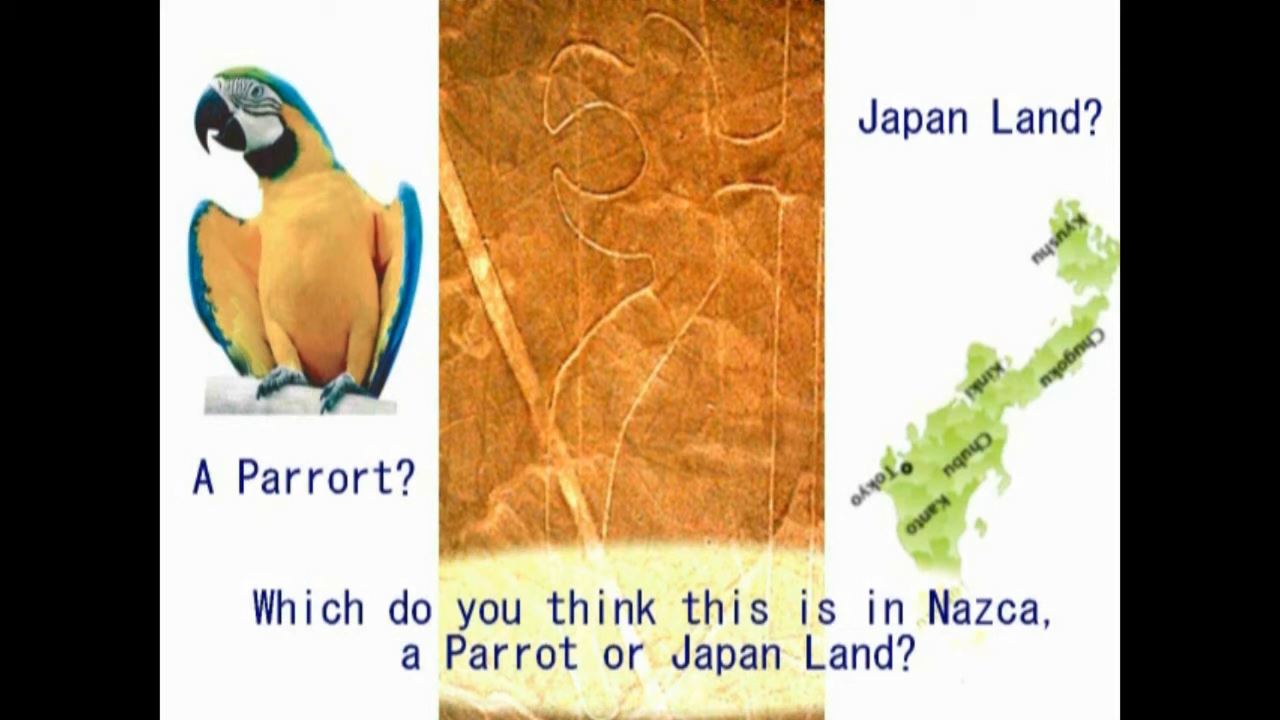 Japan Land?
Kyushu
Chugoku
Kinki
Chubu
Tokyo
Kanto
A Parrort?
Which do you think this is in Nazca,
a Parrot or Japan Land?